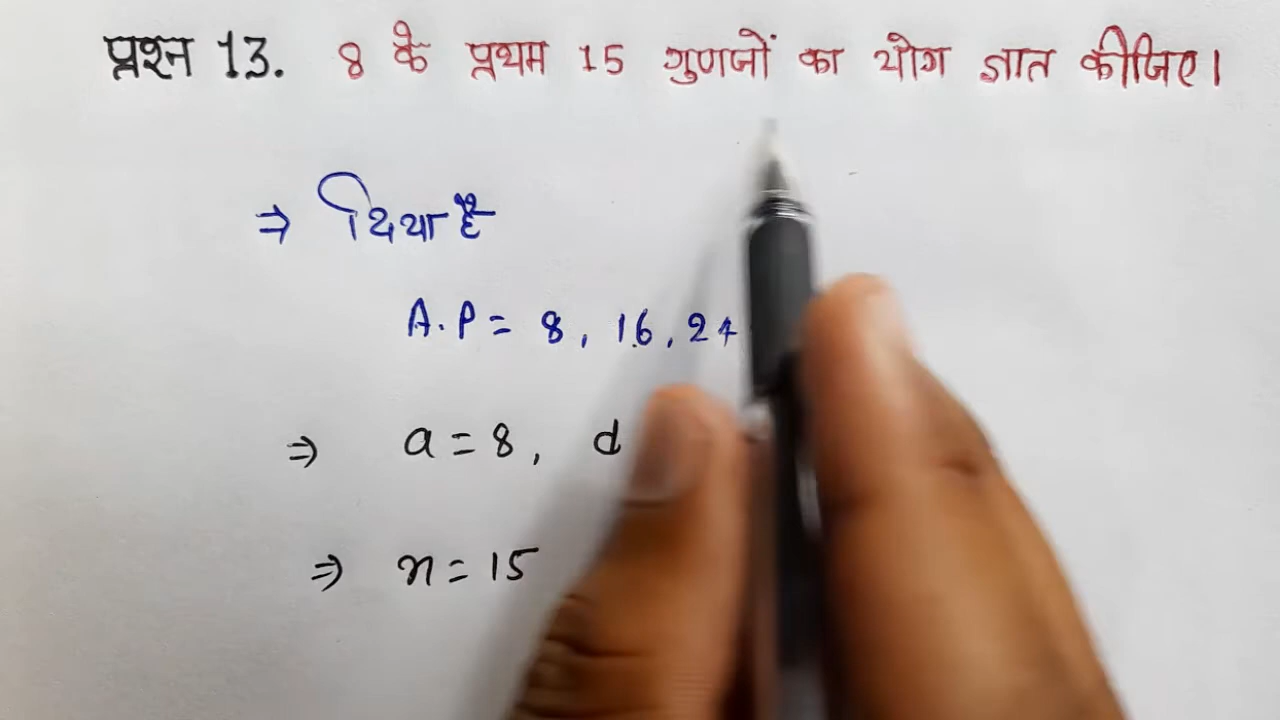 प्रश्न 13. 8 के प्रथम 15 गुणजों का योग ज्ञात कीजिए।
⇒ दिया है
A.P = 8, 16, 24
⇒ a = 8, d
⇒ n = 15